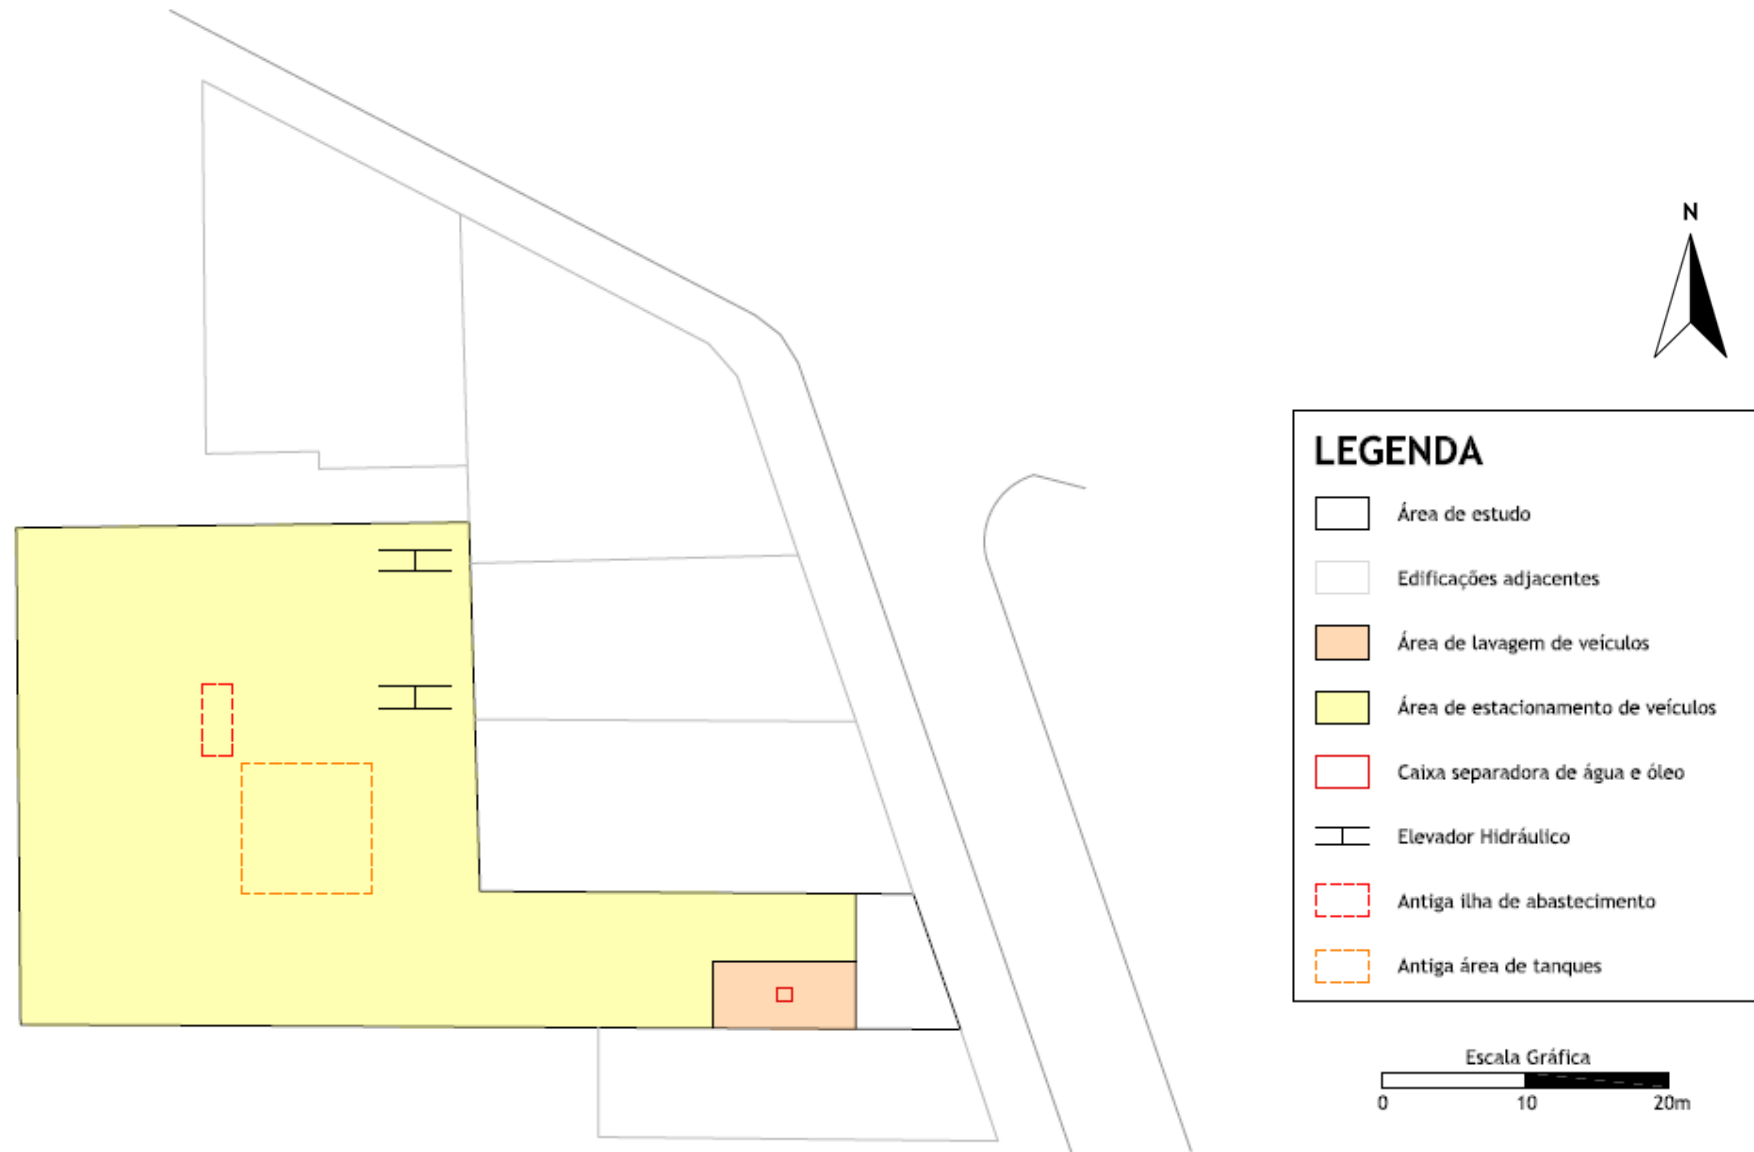 N
LEGENDA
Área de estudo
Edificações adjacentes
Área de lavagem de veículos
Área de estacionamento de veículos
Caixa separadora de água e óleo
Elevador Hidráulico
Antiga ilha de abastecimento
Antiga área de tanques
Escala Gráfica
0 10 20m